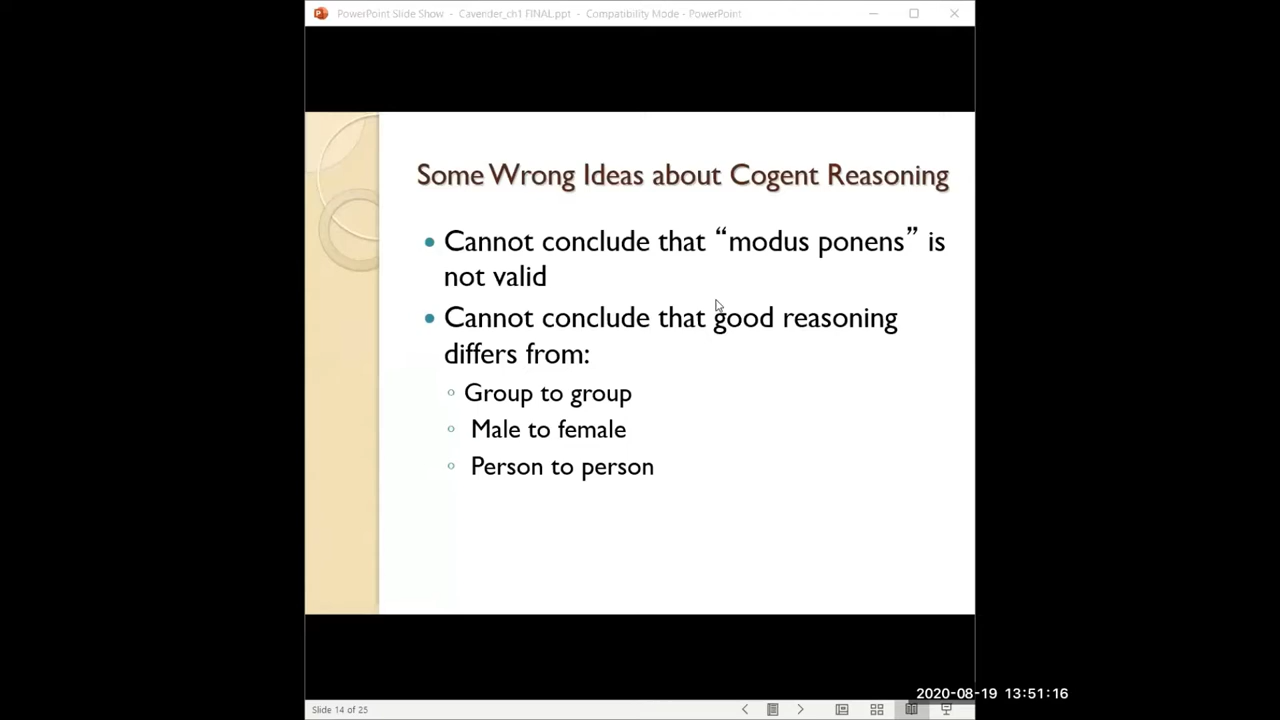 PowerPoint Slide Show - Cavender_ch1 FINAL.ppt - Compatibility Mode - PowerPoint
Some Wrong Ideas about Cogent Reasoning
Cannot conclude that “modus ponens” is
not valid
Cannot conclude that good reasoning
differs from:
Group to group
Male to female
Person to person
2020-08-19 13:51:16
Slide 14 of 25